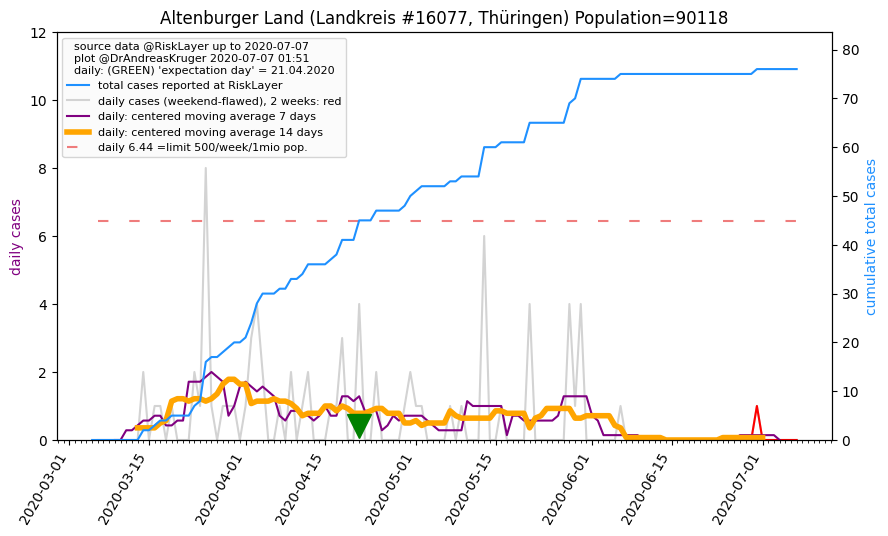 Altenburger Land (Landkreis #16077, Thüringen) Population=90118
source data @RiskLayer up to 2020-07-07
plot @DrAndreasKruger 2020-07-07 01:51
daily: (GREEN) 'expectation day' = 21.04.2020
total cases reported at RiskLayer
daily cases (weekend-flawed), 2 weeks: red
daily: centered moving average 7 days
daily: centered moving average 14 days
daily 6.44 =limit 500/week/1mio pop.
daily cases
12
10
8
6
4
2
0
cumulative total cases
80
70
60
50
40
30
20
10
0
2020-03-01
2020-03-15
2020-04-01
2020-04-15
2020-05-01
2020-05-15
2020-06-01
2020-06-15
2020-07-01